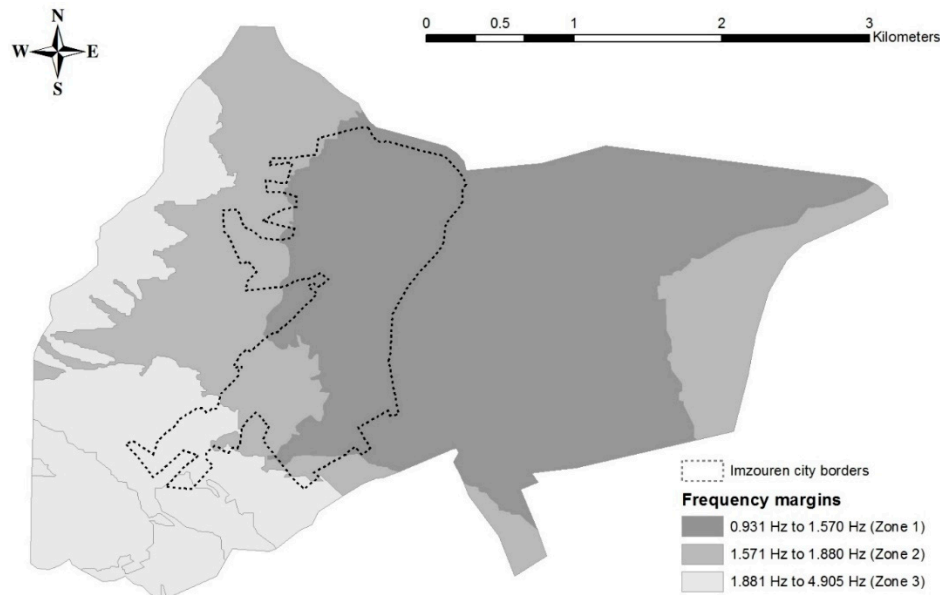 N
W E
S
0 0.5 1 2 3
Kilometers
Imzouren city borders
Frequency margins
0.931 Hz to 1.570 Hz (Zone 1)
1.571 Hz to 1.880 Hz (Zone 2)
1.881 Hz to 4.905 Hz (Zone 3)